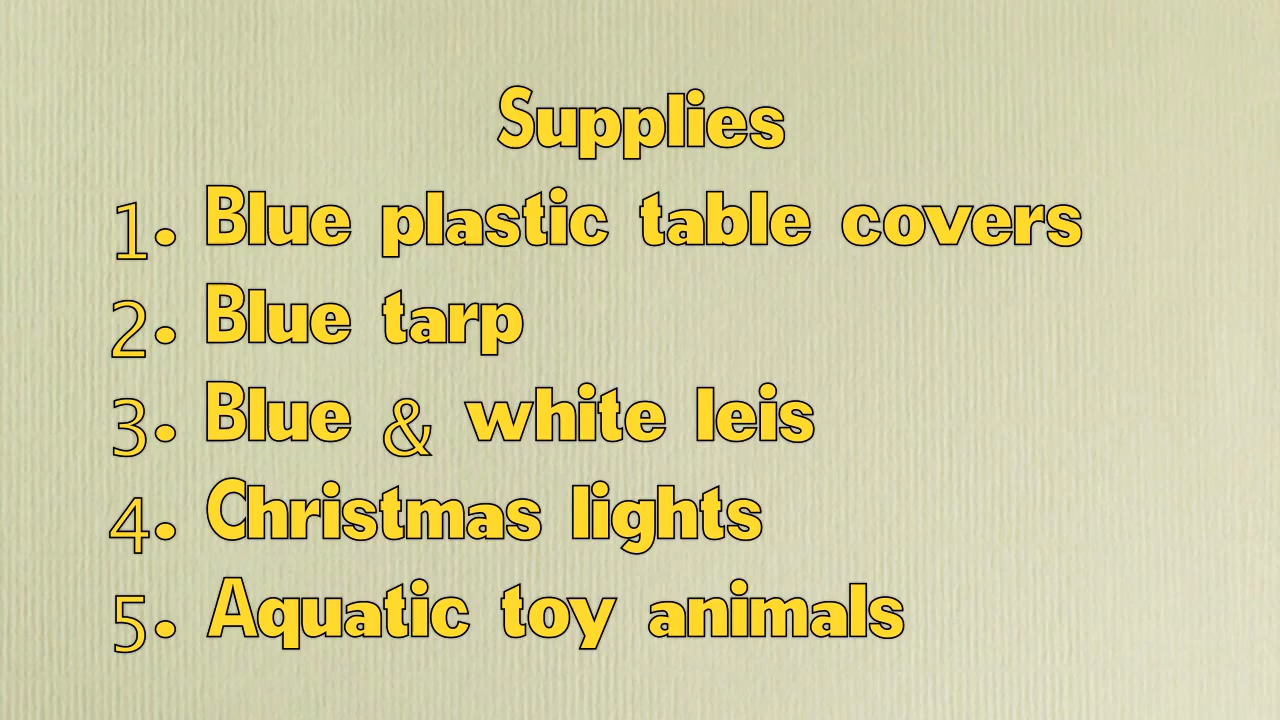 Supplies
1. Blue plastic table covers
2. Blue tarp
3. Blue & white leis
4. Christmas lights
5. Aquatic toy animals